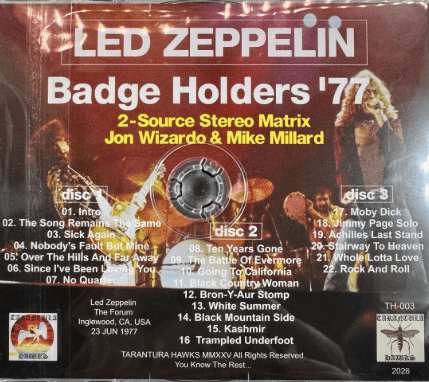 LED ZEPPELIN
Badge Holders '77
2-Source Stereo Matrix
Jon Wizardo & Mike Millard
disc 1
01. Intro
02. The Song Remains The Same
03. Sick Again
04. Nobody's Fault But Mine
05. Over The Hills And Far Away
06. Since I've Been Loving You
07. No Quarter
disc 2
08. Ten Years Gone
09. The Battle Of Evermore
10. Going To California
11. Black Country Woman
12. Bron-Y-Aur Stomp
13. White Summer
14. Black Mountain Side
15. Kashmir
16 Trampled Underfoot
disc 3
17. Moby Dick
18. Jimmy Page Solo
19. Achilles Last Stand
20. Stairway To Heaven
21. Whole Lotta Love
22. Rock And Roll
TARANTULA
HAWKS
Led Zeppelin
The Forum
Inglewood, CA, USA
23 JUN 1977
TARANTURA HAWKS MMXXV All Rights Reserved
You Know The Rest...
TH-003
TARANTULA
HAWKS
2026